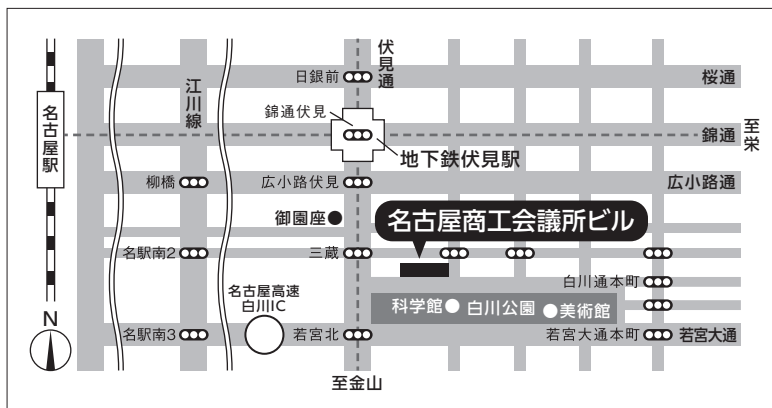 伏見通
日銀前
桜通
江川線
錦通伏見
名古屋駅
錦通
至栄
地下鉄伏見駅
柳橋
広小路伏見
広小路通
御園座
名古屋商工会議所ビル
名駅南2
三蔵
白川通本町
名古屋高速
白川IC
科学館
白川公園
美術館
N
名駅南3
若宮北
若宮大通本町
若宮大通
至金山